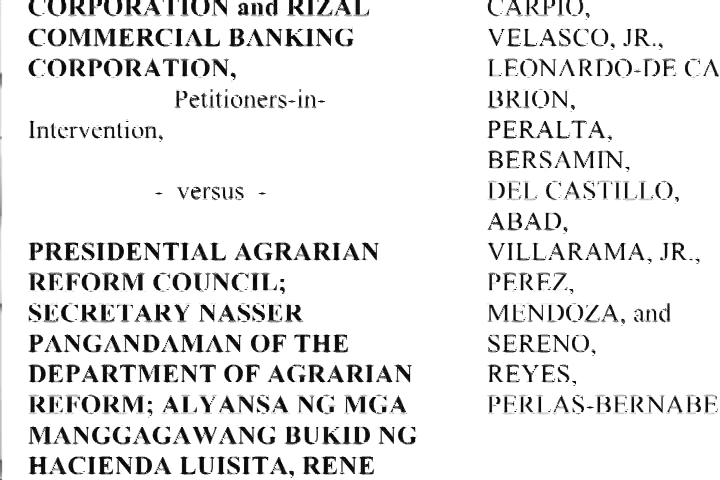 CORPORATION and RIZAL
COMMERCIAL BANKING
CORPORATION,
Petitioners-in-
Intervention,
- versus -
PRESIDENTIAL AGRARIAN
REFORM COUNCIL;
SECRETARY NASSER
PANGANDAMAN OF THE
DEPARTMENT OF AGRARIAN
REFORM; ALYANSA NG MGA
MANGGAGAWANG BUKID NG
HACIENDA LUISITA, RENE
CARPIO,
VELASCO, JR.,
LEONARDO-DE CA
BRION,
PERALTA,
BERSAMIN,
DEL CASTILLO,
ABAD,
VILLARAMA, JR.,
PEREZ,
MENDOZA, and
SERENO,
REYES,
PERLAS-BERNABE